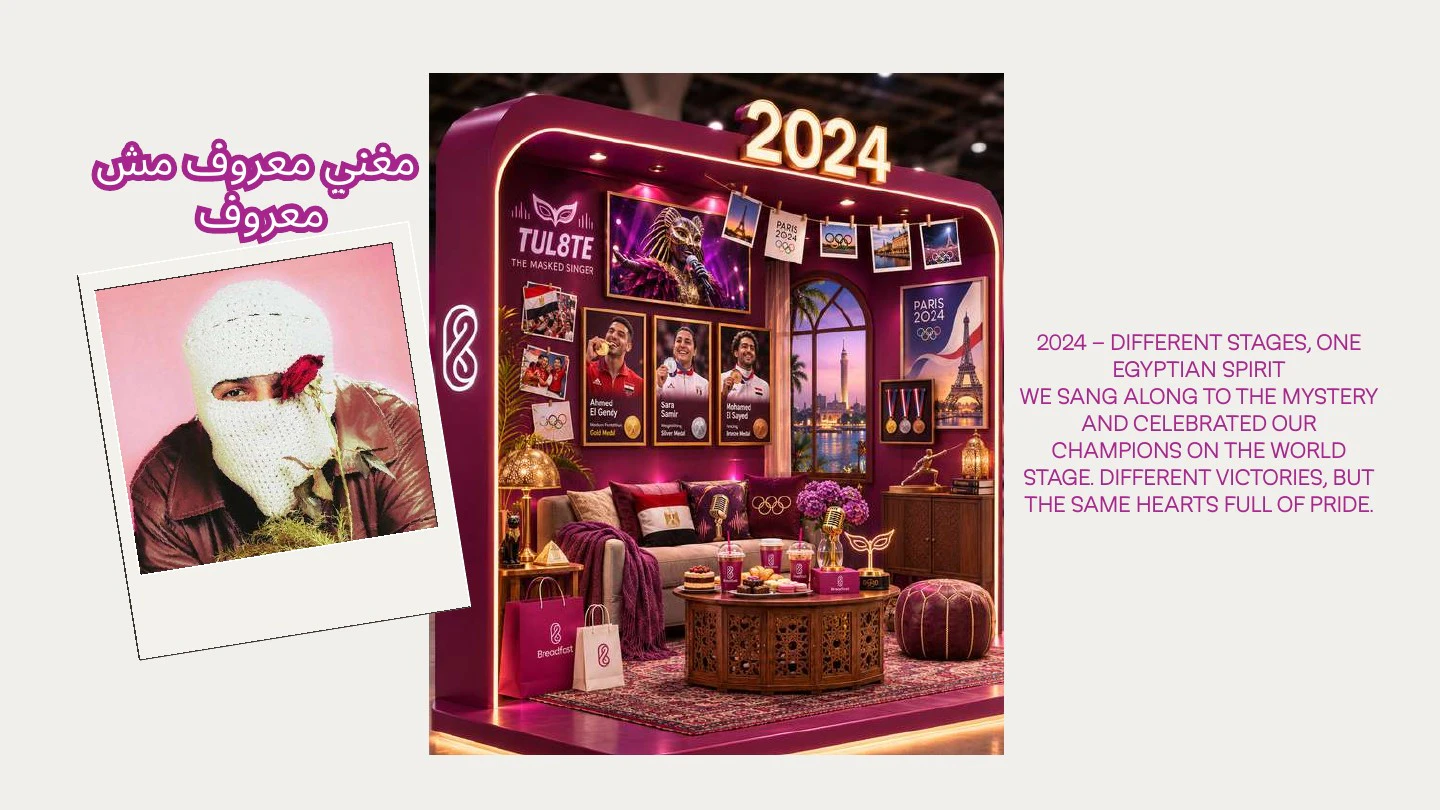 مغني معروف مش
معروف
2024
TUL8TE
THE MASKED SINGER
PARIS
2024
PARIS
2024
Ahmed
El Gendy
Gold Medal
Sara
Samir
Silver Medal
Mohamed
El Sayed
Bronze Medal
Breadfast
Breadfast
2024 – DIFFERENT STAGES, ONE
EGYPTIAN SPIRIT
WE SANG ALONG TO THE MYSTERY
AND CELEBRATED OUR
CHAMPIONS ON THE WORLD
STAGE. DIFFERENT VICTORIES, BUT
THE SAME HEARTS FULL OF PRIDE.